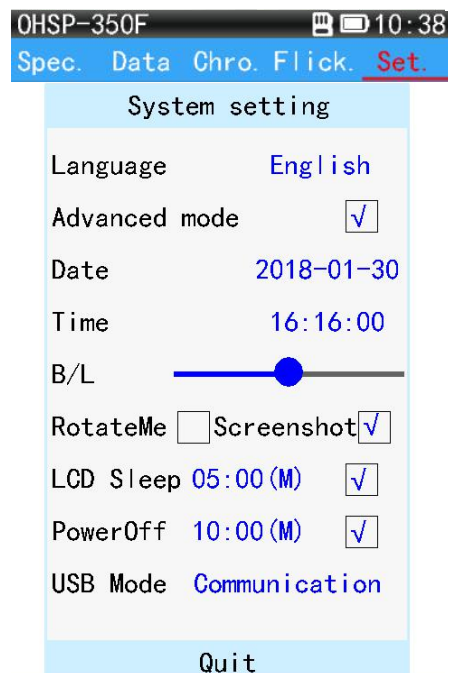 OHSP-350F 10:38
Spec. Data Chro. Flick. Set.
System setting
Language English
Advanced mode √
Date 2018-01-30
Time 16:16:00
B/L
RotateMe Screenshot √
LCD Sleep 05:00(M) √
PowerOff 10:00(M) √
USB Mode Communication
Quit